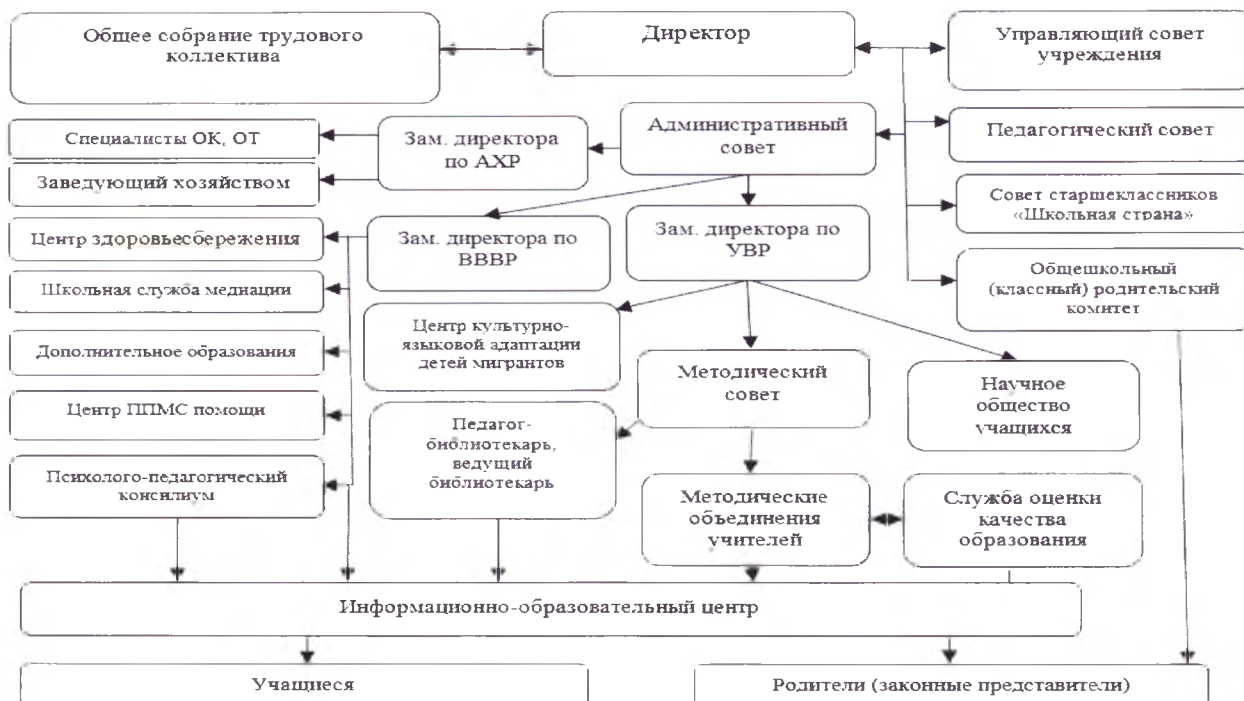 Общее собрание трудового
коллектива
Директор
Управляющий совет
учреждения
Специалисты ОК, ОТ
Зам. директора
по АХР
Административный
совет
Педагогический совет
Заведующий хозяйством
Совет старшеклассников
«Школьная страна»
Центр здоровьесбережения
Зам. директора по
ВВВР
Зам. директора по
УВР
Общешкольный
(классный) родительский
комитет
Школьная служба медиации
Центр культурно-
языковой адаптации
детей мигрантов
Дополнительное образования
Методический
совет
Научное
общество
учащихся
Центр ППМС помощи
Педагог-
библиотекарь,
ведущий
библиотекарь
Психолого-педагогический
консилиум
Методические
объединения
учителей
Служба оценки
качества
образования
Информационно-образовательный центр
Учащиеся
Родители (законные представители)